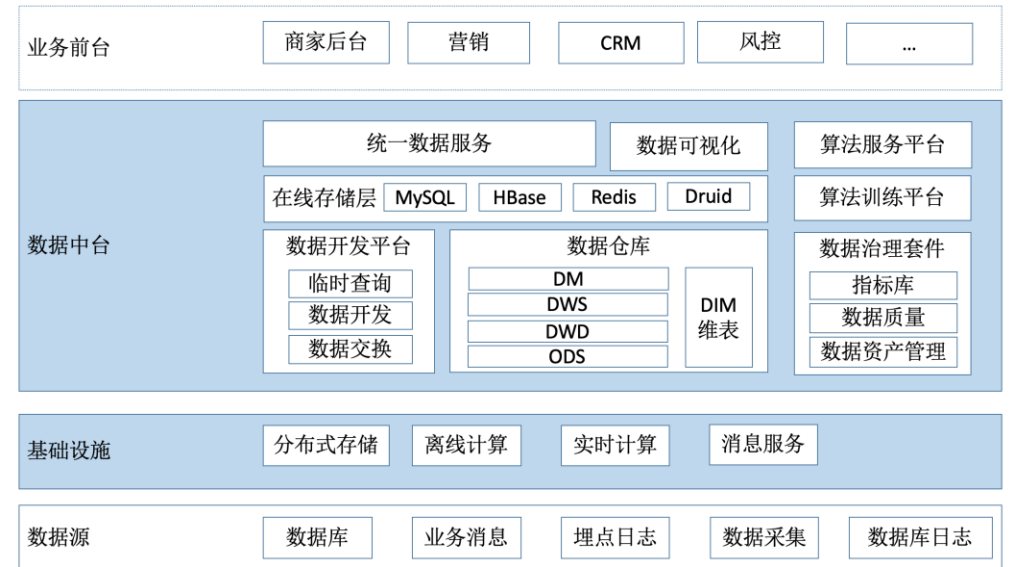 业务前台
商家后台
营销
CRM
风控
...
数据中台
统一数据服务
数据可视化
算法服务平台
在线存储层
MySQL
HBase
Redis
Druid
算法训练平台
数据开发平台
临时查询
数据开发
数据交换
数据仓库
DM
DWS
DWD
ODS
DIM
维表
数据治理套件
指标库
数据质量
数据资产管理
基础设施
分布式存储
离线计算
实时计算
消息服务
数据源
数据库
业务消息
埋点日志
数据采集
数据库日志